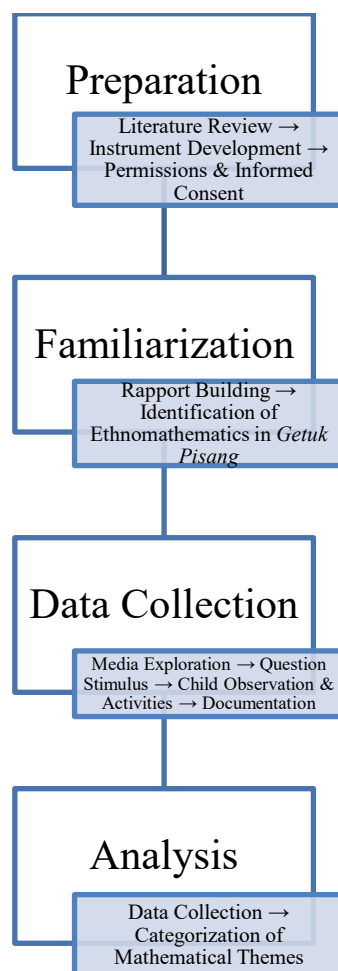 Preparation
Literature Review →
Instrument Development →
Permissions & Informed
Consent
Familiarization
Rapport Building →
Identification of
Ethnomathematics in Getuk
Pisang
Data Collection
Media Exploration → Question
Stimulus → Child Observation &
Activities → Documentation
Analysis
Data Collection →
Categorization of
Mathematical Themes